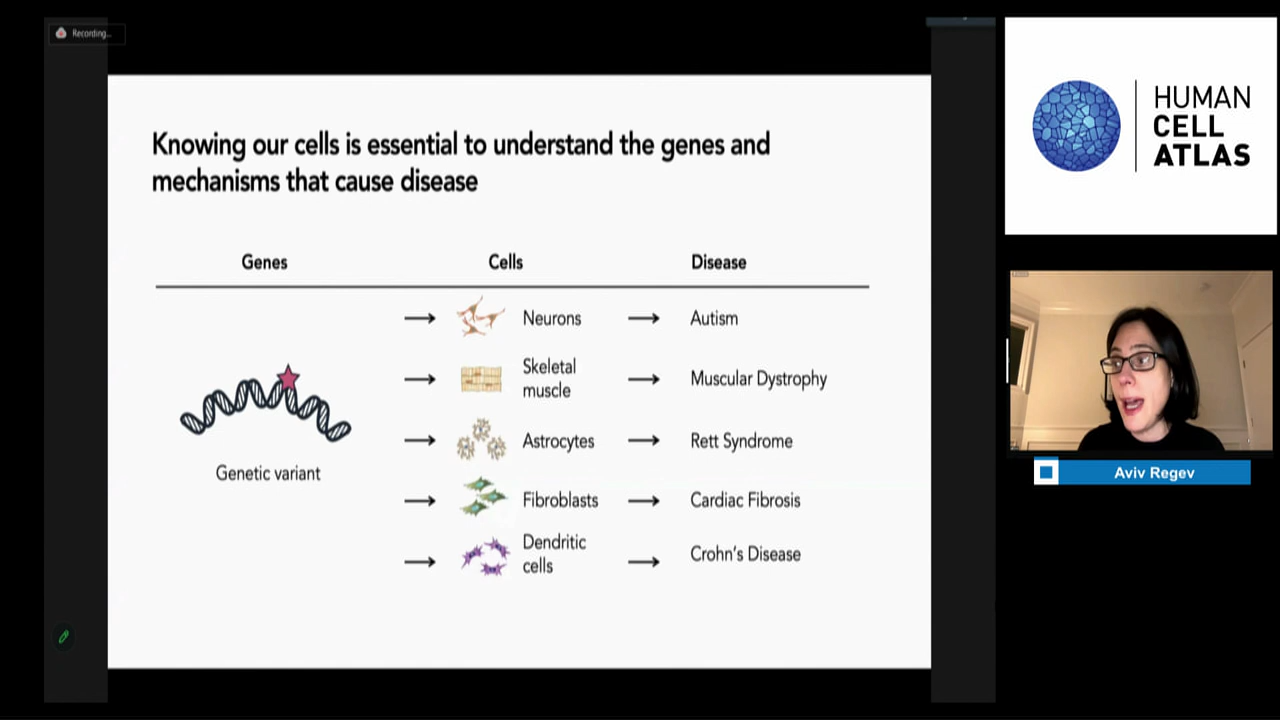 Recording...
Knowing our cells is essential to understand the genes and
mechanisms that cause disease
Genes
Cells
Disease
Neurons
Autism
Skeletal
muscle
Muscular Dystrophy
Astrocytes
Rett Syndrome
Genetic variant
Fibroblasts
Cardiac Fibrosis
Dendritic
cells
Crohn's Disease
HUMAN
CELL
ATLAS
Aviv Regev